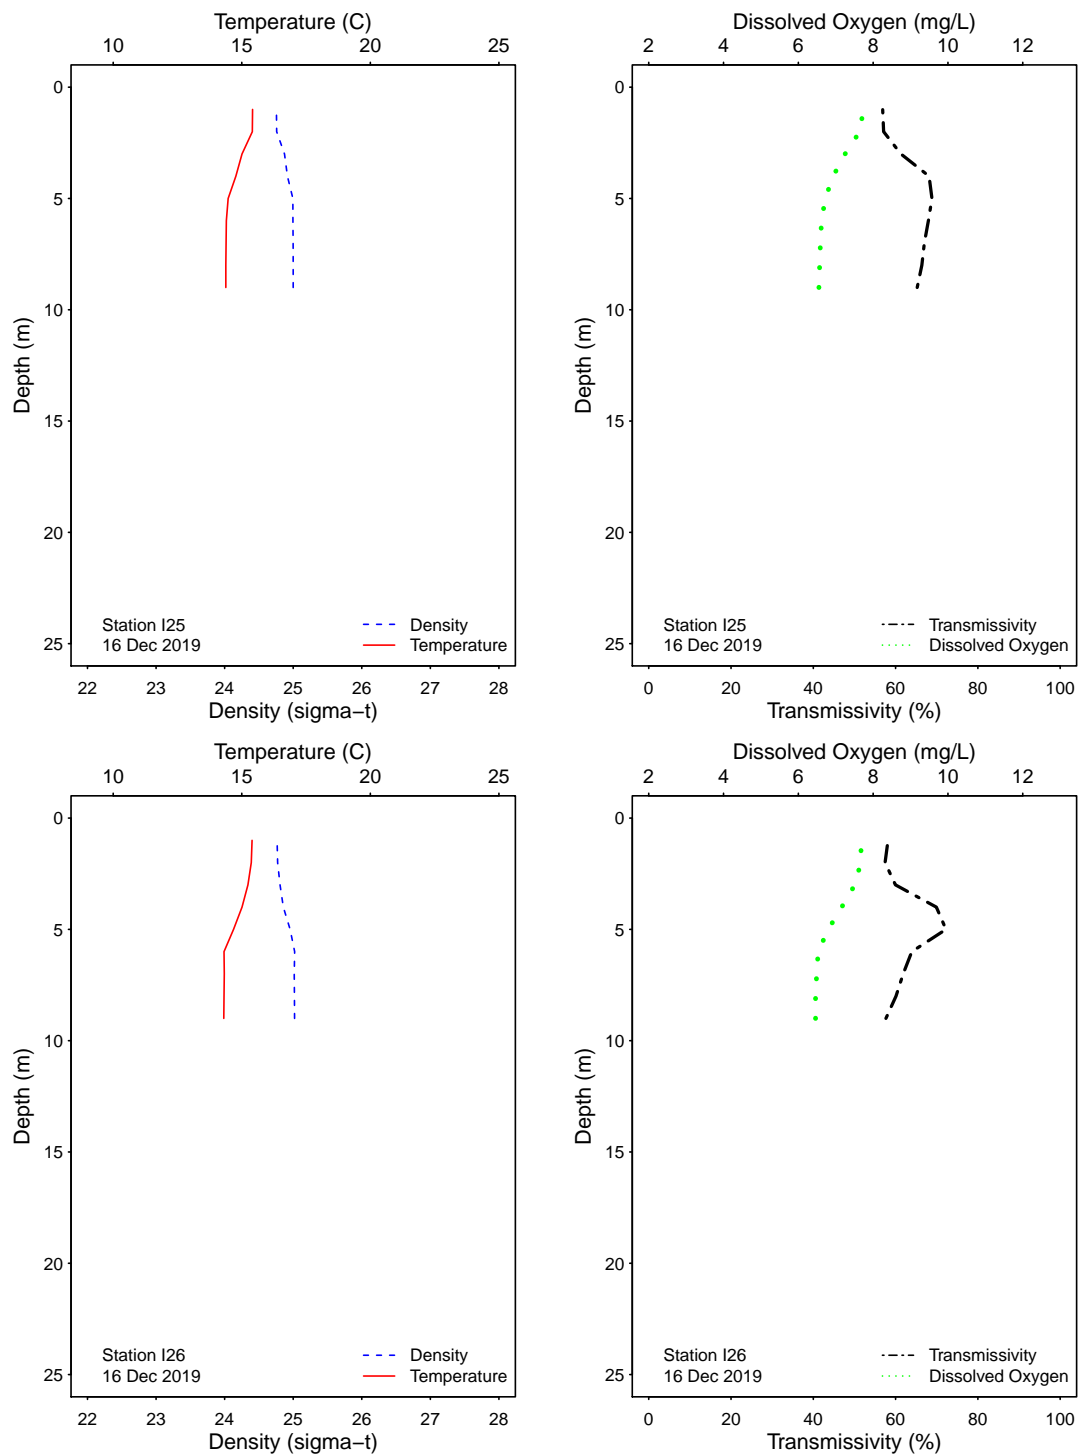 Temperature (C)
10 15 20 25
Depth (m)
0
5
10
15
20
25
Station I25
16 Dec 2019
Density
Temperature
22 23 24 25 26 27 28
Density (sigma−t)
Dissolved Oxygen (mg/L)
2 4 6 8 10 12
Depth (m)
0
5
10
15
20
25
Station I25
16 Dec 2019
Transmissivity
Dissolved Oxygen
0 20 40 60 80 100
Transmissivity (%)
Temperature (C)
10 15 20 25
Depth (m)
0
5
10
15
20
25
Station I26
16 Dec 2019
Density
Temperature
22 23 24 25 26 27 28
Density (sigma−t)
Dissolved Oxygen (mg/L)
2 4 6 8 10 12
Depth (m)
0
5
10
15
20
25
Station I26
16 Dec 2019
Transmissivity
Dissolved Oxygen
0 20 40 60 80 100
Transmissivity (%)